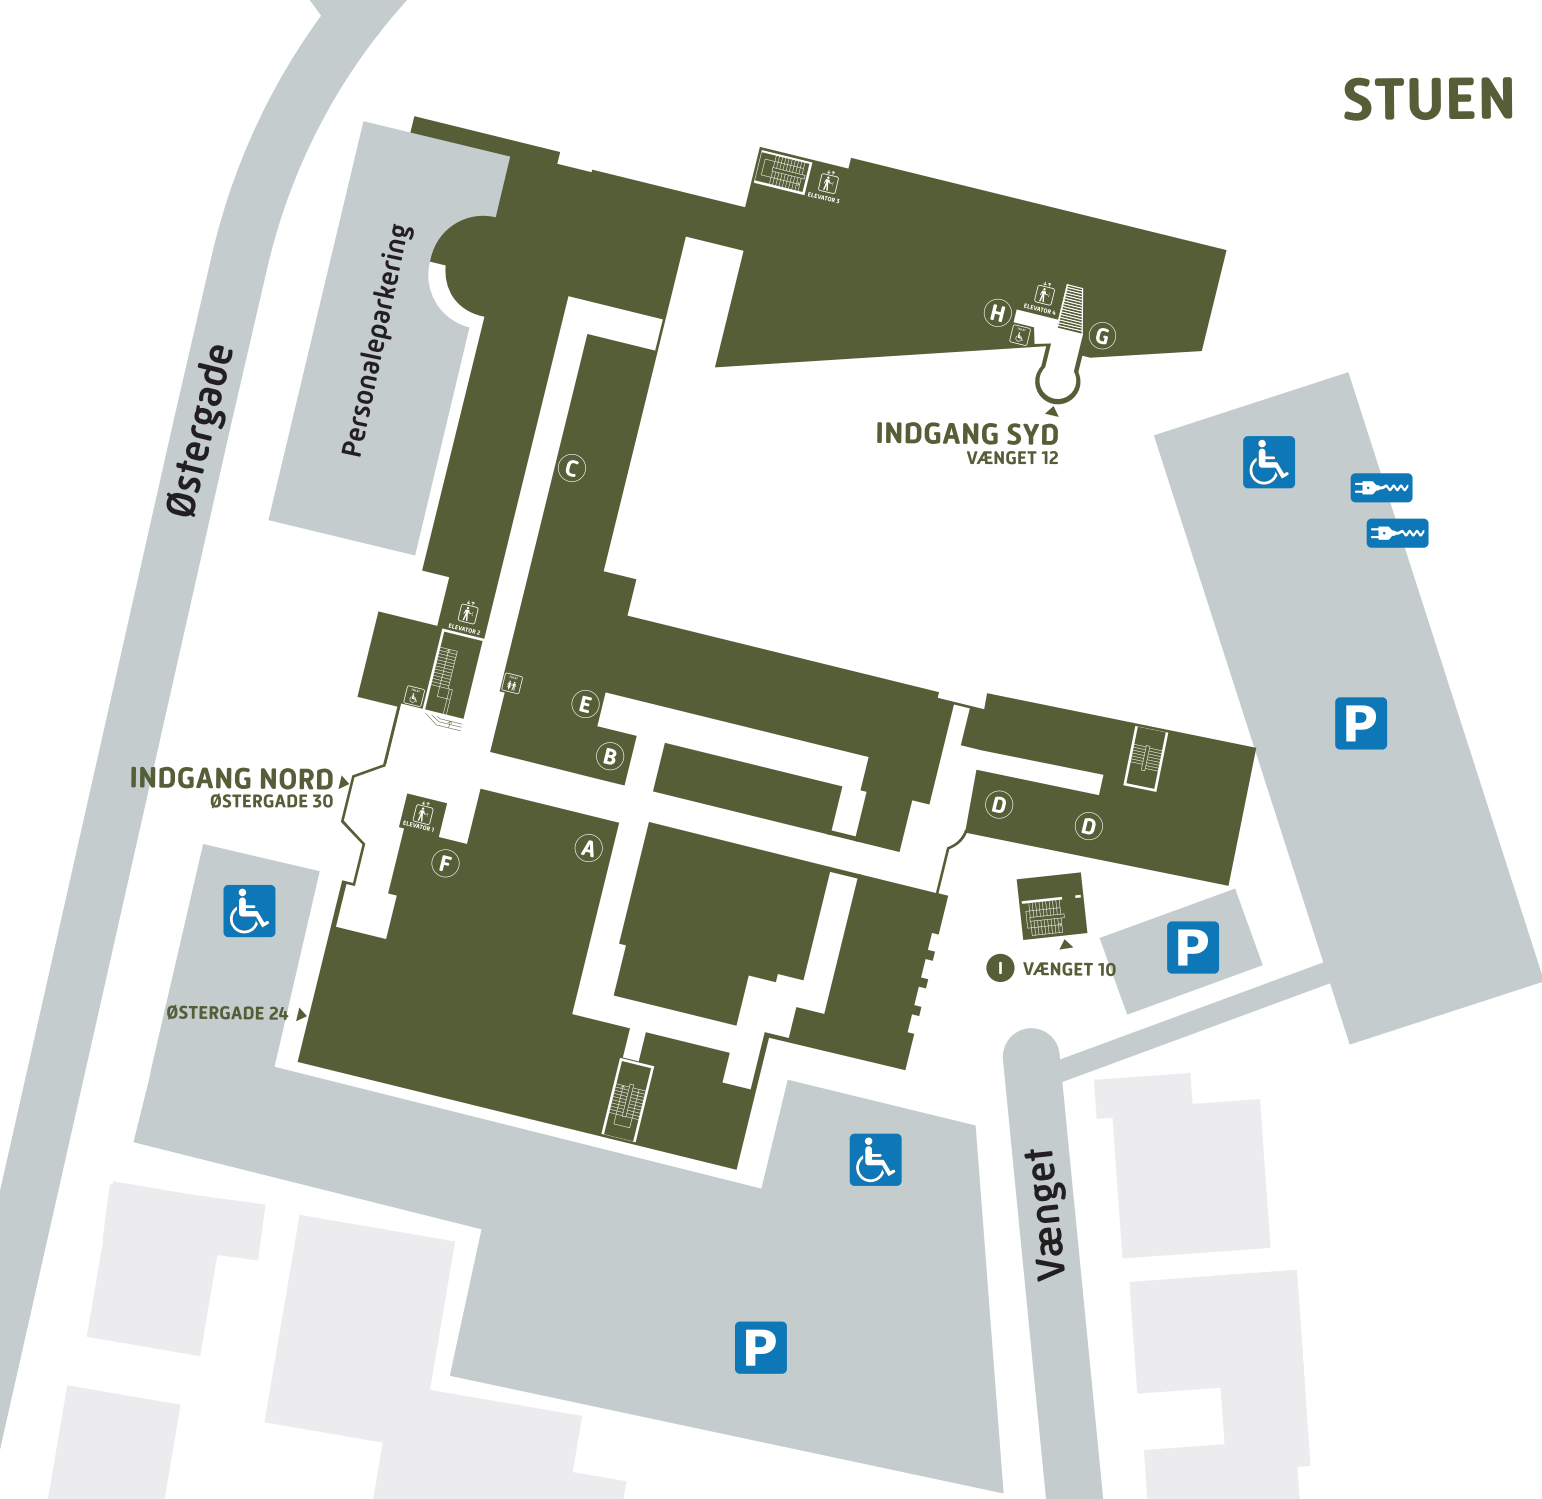 STUEN
ELEVATOR 3
Personaleparkering
ELEVATOR 4
H
G
Østergade
INDGANG SYD
VÆNGET 12
C
ELEVATOR 2
E
B
P
INDGANG NORD
ØSTERGADE 30
ELEVATOR 1
D
D
A
F
P
I VÆNGET 10
ØSTERGADE 24
Vænget
P